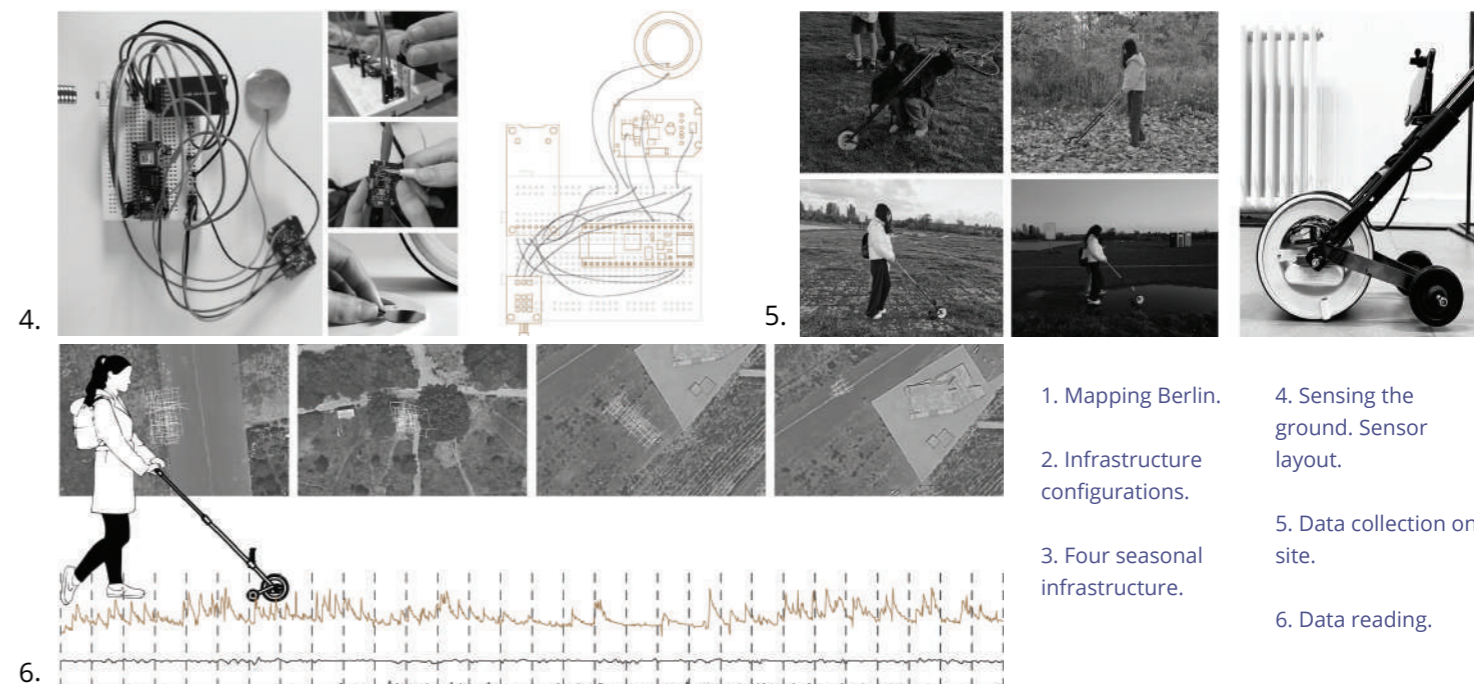 4.
5.
1. Mapping Berlin.
2. Infrastructure
configurations.
3. Four seasonal
infrastructure.
4. Sensing the
ground. Sensor
layout.
5. Data collection on
site.
6. Data reading.
6.